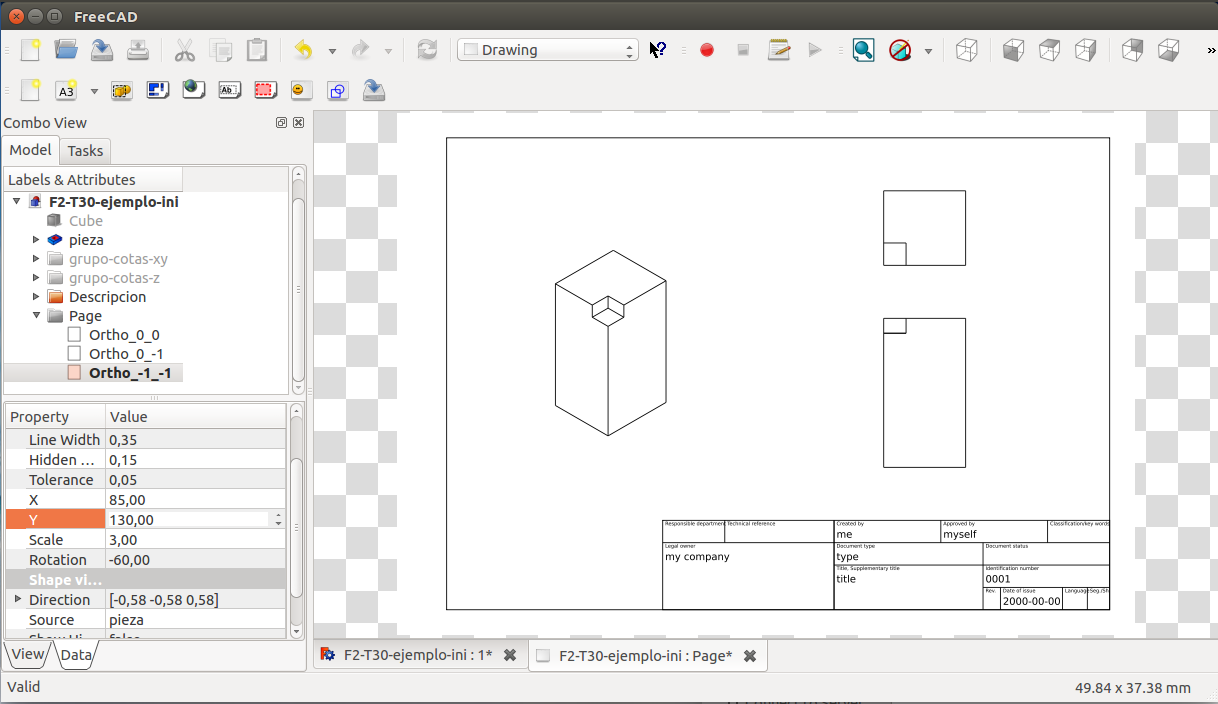 FreeCAD
Drawing
A3
Ab
Combo View
Model Tasks
Labels & Attributes
F2-T30-ejemplo-ini
Cube
pieza
grupo-cotas-xy
grupo-cotas-z
Descripcion
Page
Ortho_0_0
Ortho_0_-1
Ortho_-1_-1
Property Value
Line Width 0,35
Hidden ... 0,15
Tolerance 0,05
X 85,00
Y 130,00
Scale 3,00
Rotation -60,00
Shape vi...
Direction [-0,58 -0,58 0,58]
Source pieza
View Data
Responsible departmen Technical reference Created by Approved by Classification/key words
me myself
Legal owner Document type Document status
my company type
Title, Supplementary title Identification number
title 0001
Rev. Date of issue Language
2000-00-00
F2-T30-ejemplo-ini : 1* F2-T30-ejemplo-ini : Page*
Valid 49.84 x 37.38 mm